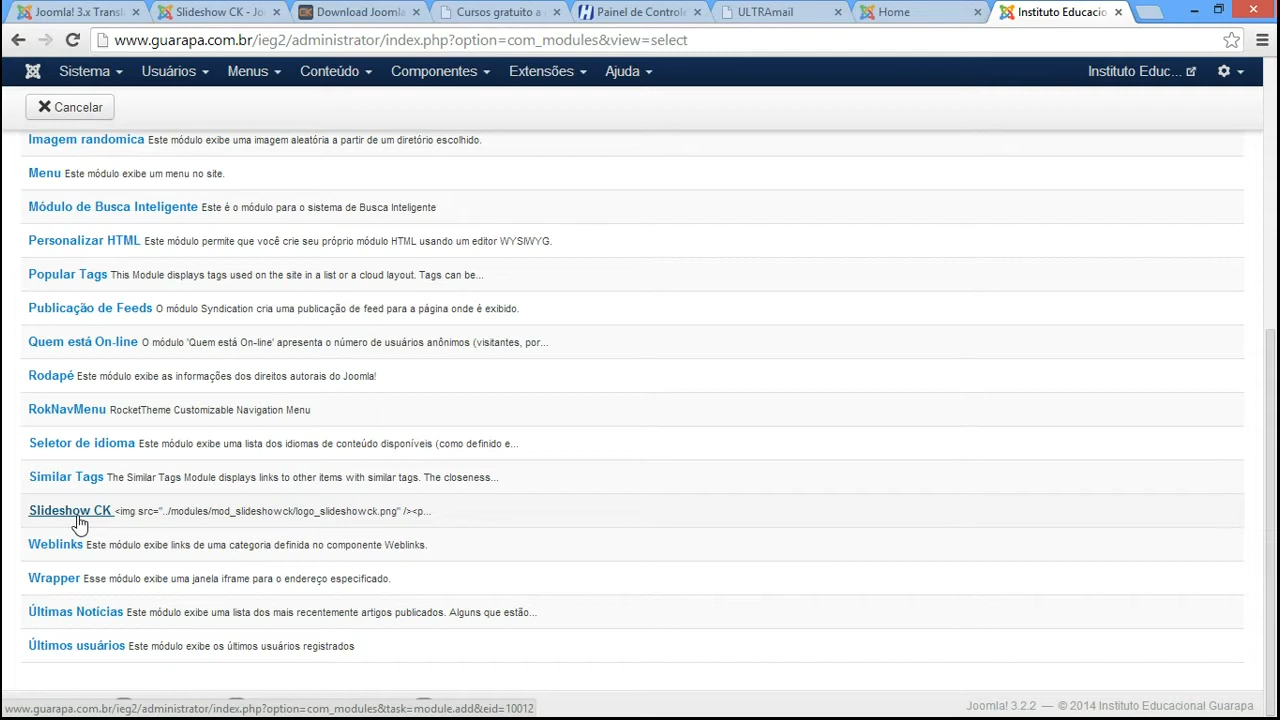 Joomla! 3.x Transl
Slideshow CK - Jo
Download Joomla
Cursos gratuito a
Painel de Controle
ULTRAmail
Home
Instituto Educacio
www.guarapa.com.br/ieg2/administrator/index.php?option=com_modules&view=select
Sistema
Usuários
Menus
Conteúdo
Componentes
Extensões
Ajuda
Instituto Educ...
Cancelar
Imagem randomica Este módulo exibe uma imagem aleatória a partir de um diretório escolhido.
Menu Este módulo exibe um menu no site.
Módulo de Busca Inteligente Este é o módulo para o sistema de Busca Inteligente
Personalizar HTML Este módulo permite que você crie seu próprio módulo HTML usando um editor WYSIWYG.
Popular Tags This Module displays tags used on the site in a list or a cloud layout. Tags can be...
Publicação de Feeds O módulo Syndication cria uma publicação de feed para a página onde é exibido.
Quem está On-line O módulo 'Quem está On-line' apresenta o número de usuários anônimos (visitantes, por...
Rodapé Este módulo exibe as informações dos direitos autorais do Joomla!
RokNavMenu RocketTheme Customizable Navigation Menu
Seletor de idioma Este módulo exibe uma lista dos idiomas de conteúdo disponíveis (como definido e...
Similar Tags The Similar Tags Module displays links to other items with similar tags. The closeness...
Slideshow CK <img src="../modules/mod_slideshowck/logo_slideshowck.png" /><p...
Weblinks Este módulo exibe links de uma categoria definida no componente Weblinks.
Wrapper Esse módulo exibe uma janela iframe para o endereço especificado.
Últimas Notícias Este módulo exibe uma lista dos mais recentemente artigos publicados. Alguns que estão...
Últimos usuários Este módulo exibe os últimos usuários registrados
www.guarapa.com.br/ieg2/administrator/index.php?option=com_modules&task=module.add&eid=10012
Joomla! 3.2.2 — © 2014 Instituto Educacional Guarapa